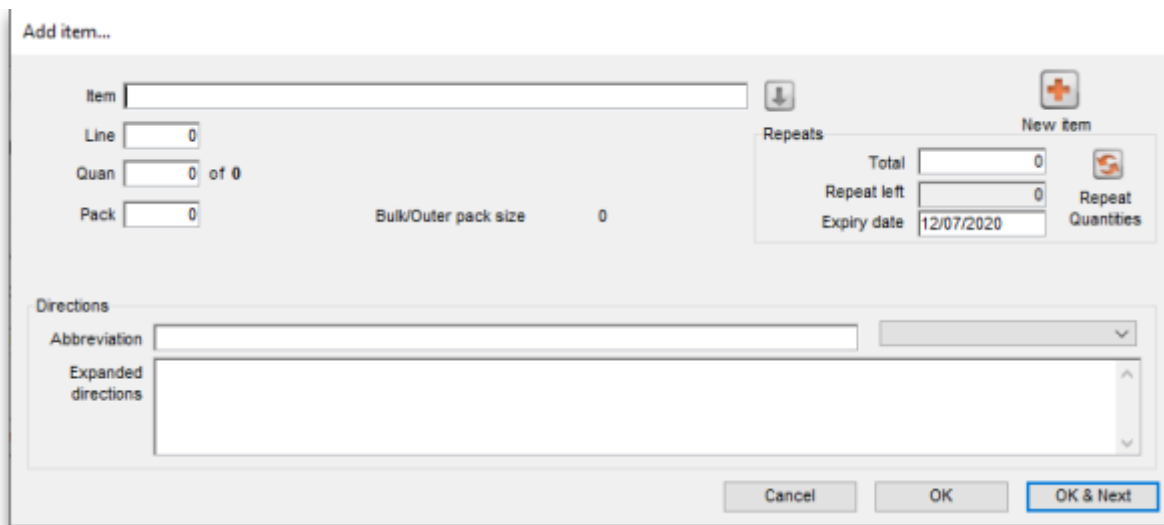 Add item...
Item
New item
Line 0
Repeats
Total 0
Quan 0 of 0
Repeat left 0
Repeat Quantities
Pack 0
Bulk/Outer pack size 0
Expiry date 12/07/2020
Directions
Abbreviation
Expanded directions
Cancel OK OK & Next